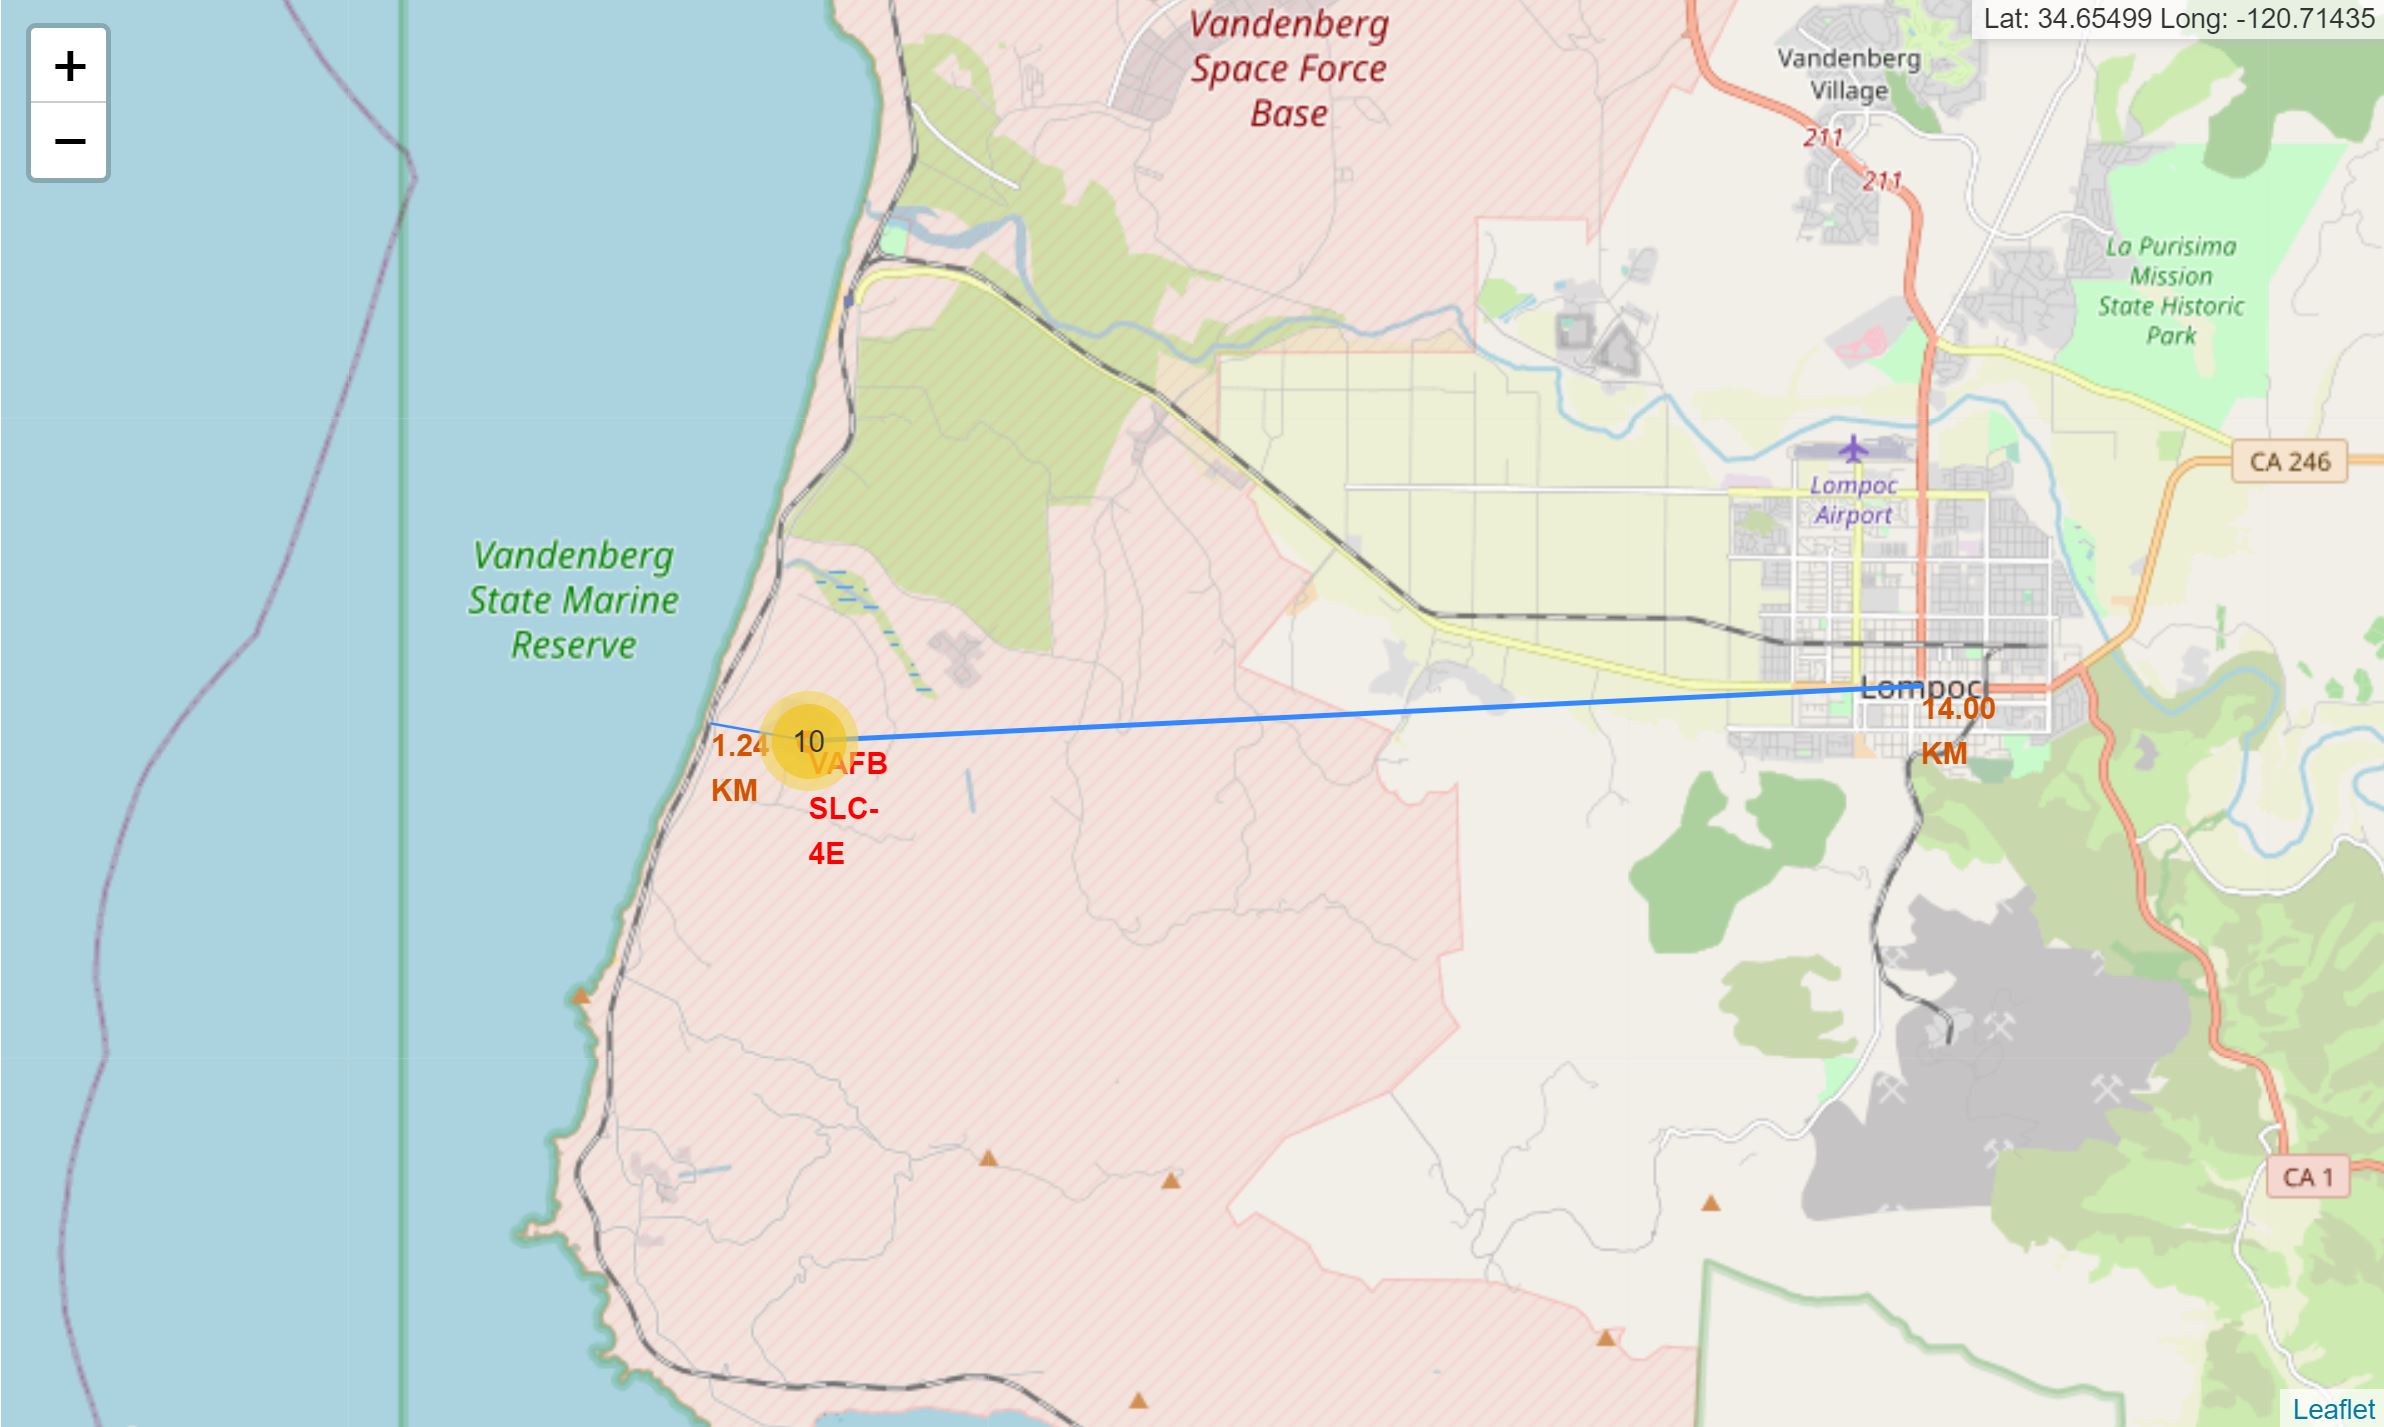 +
−
Lat: 34.65499 Long: -120.71435
Vandenberg
Space Force
Base
Vandenberg
Village
211
211
La Purisima
Mission
State Historic
Park
CA 246
Lompoc
Airport
Vandenberg
State Marine
Reserve
Lompoc
14.00
KM
1.24
KM
10
VAFB
SLC-
4E
CA 1
Leaflet